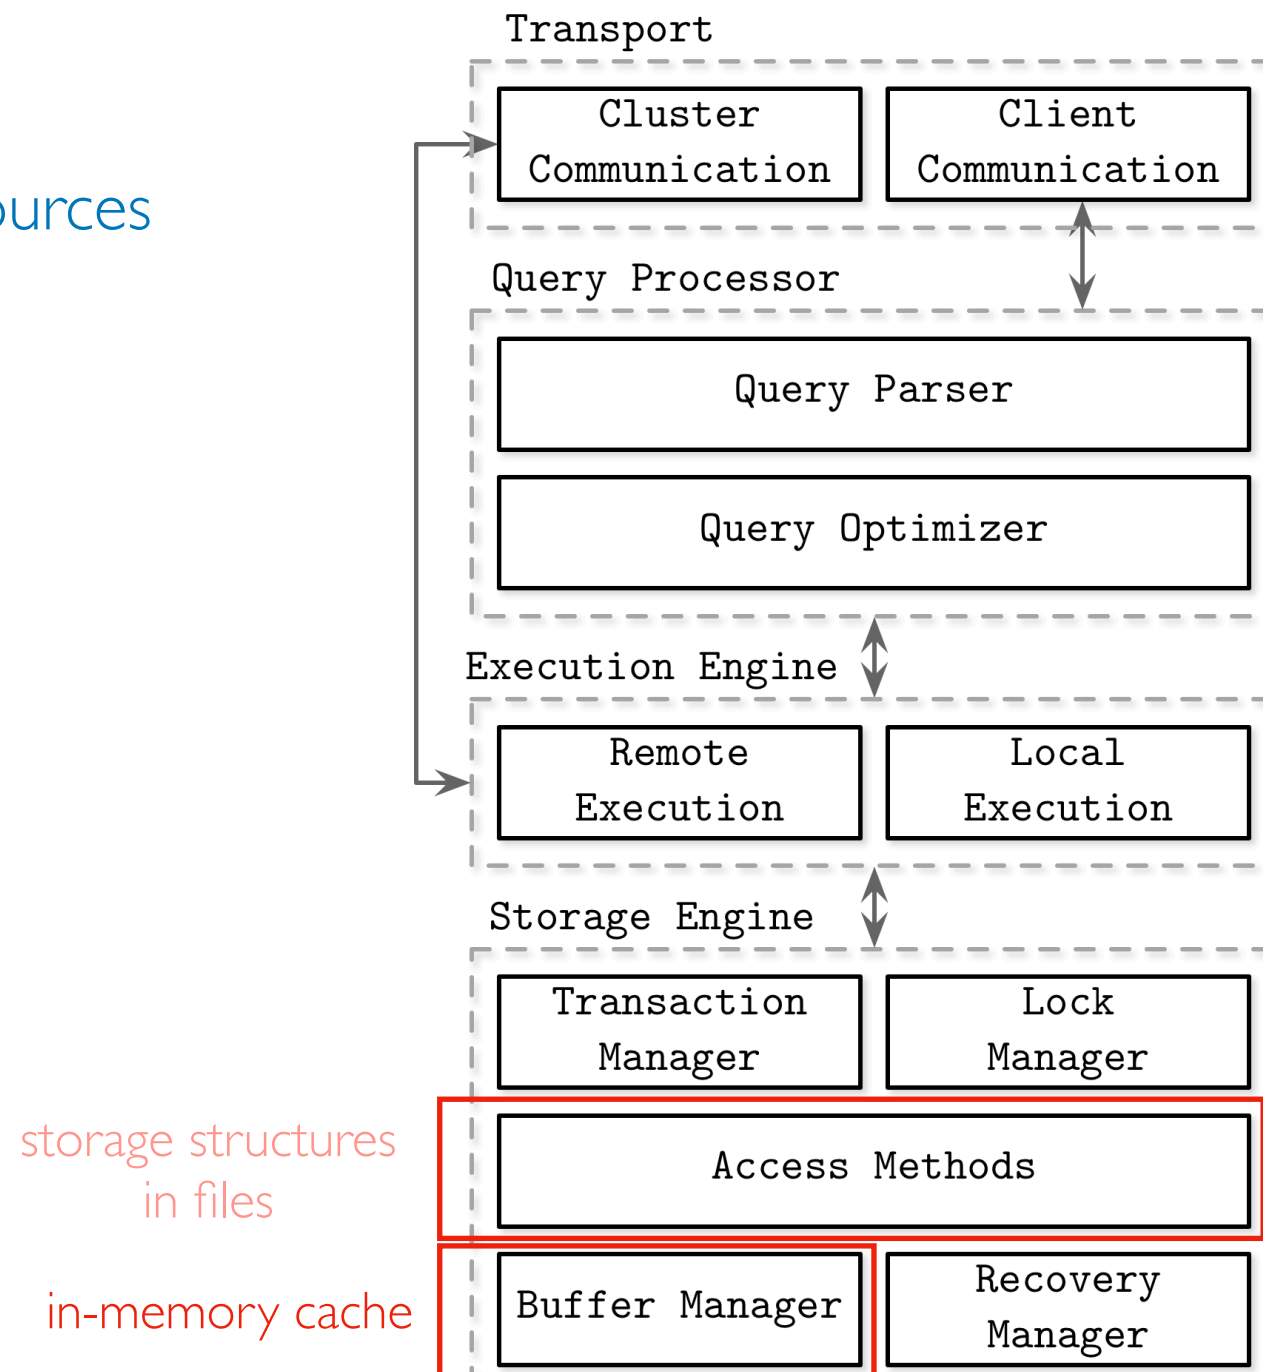 Transport
Cluster
Communication
Client
Communication
Query Processor
Query Parser
Query Optimizer
Execution Engine
Remote
Execution
Local
Execution
Storage Engine
Transaction
Manager
Lock
Manager
storage structures
in files
Access Methods
in-memory cache
Buffer Manager
Recovery
Manager